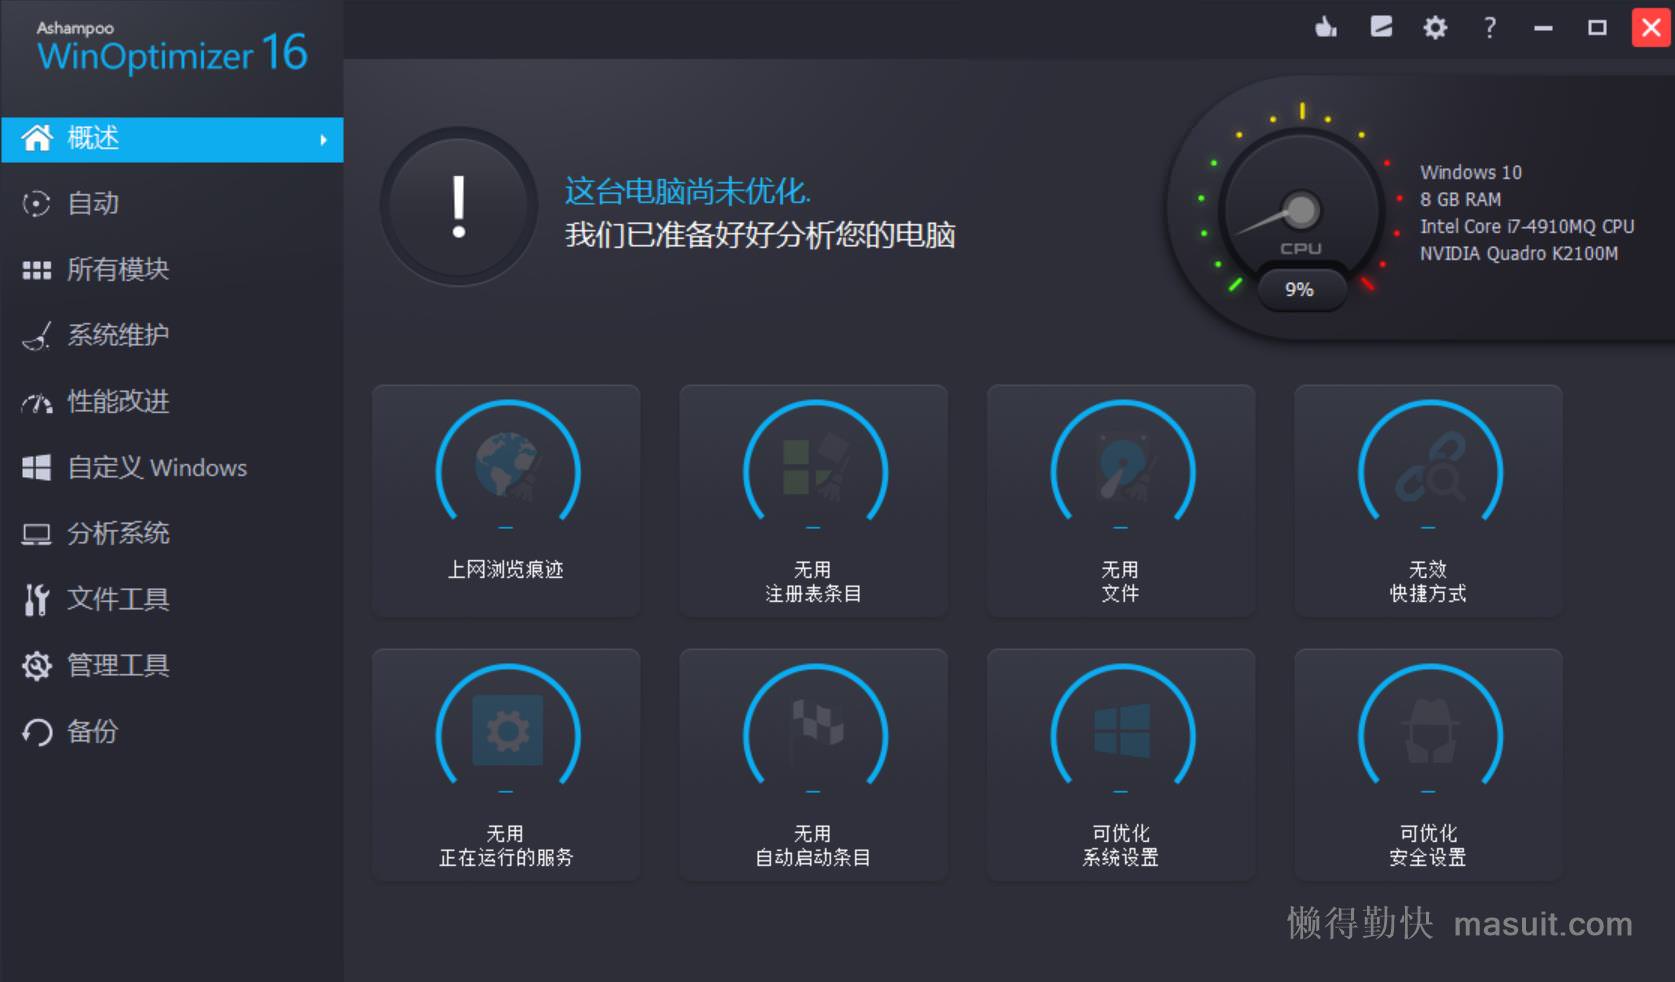 Ashampoo
WinOptimizer 16
概述
自动
所有模块
系统维护
性能改进
自定义 Windows
分析系统
文件工具
管理工具
备份
?
!
这台电脑尚未优化.
我们已准备好好分析您的电脑
CPU
9%
Windows 10
8 GB RAM
Intel Core i7-4910MQ CPU
NVIDIA Quadro K2100M
上网浏览痕迹
无用
注册表条目
无用
文件
无效
快捷方式
无用
正在运行的服务
无用
自动启动条目
可优化
系统设置
可优化
安全设置
懒得勤快 masuit.com